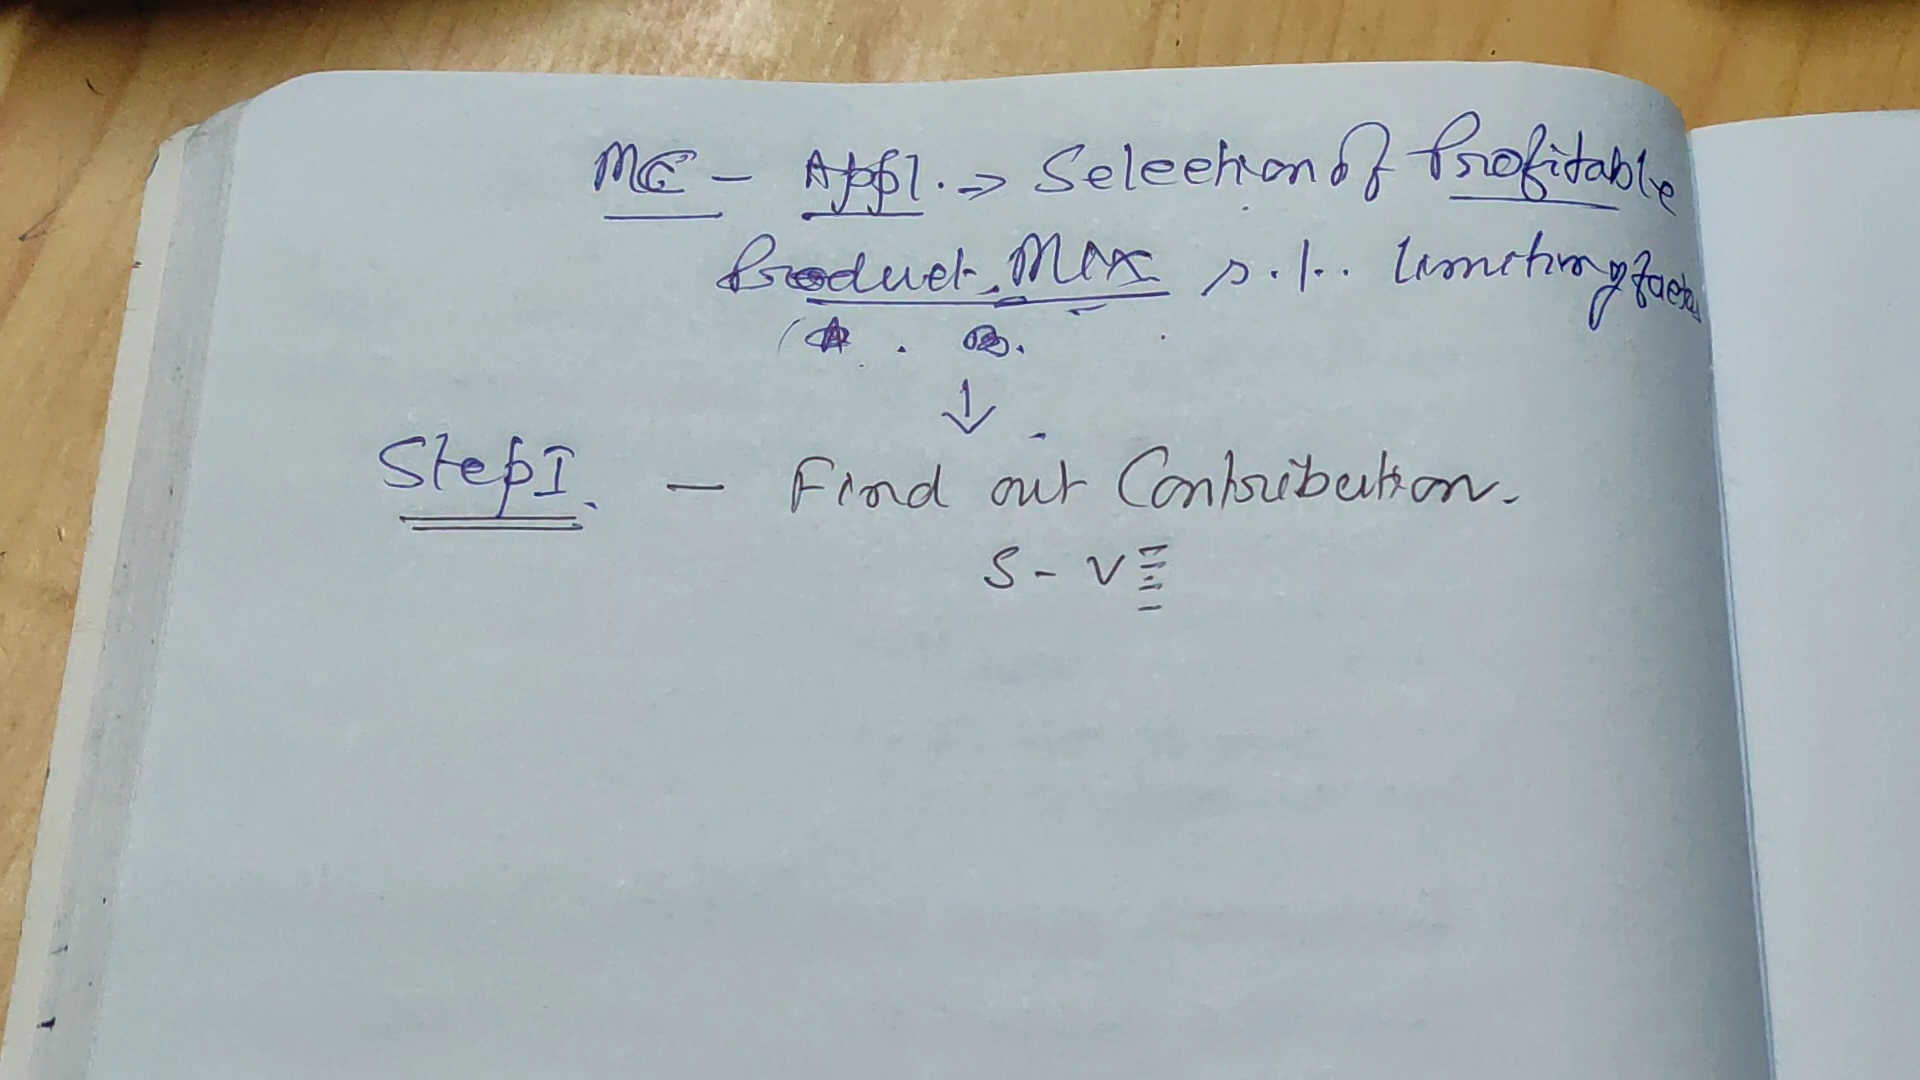 MC - Appl. => Selection of Profitable
Product Mix s.t. limiting factor
A . B.
↓
Step I. - Find out Contribution.
S - V